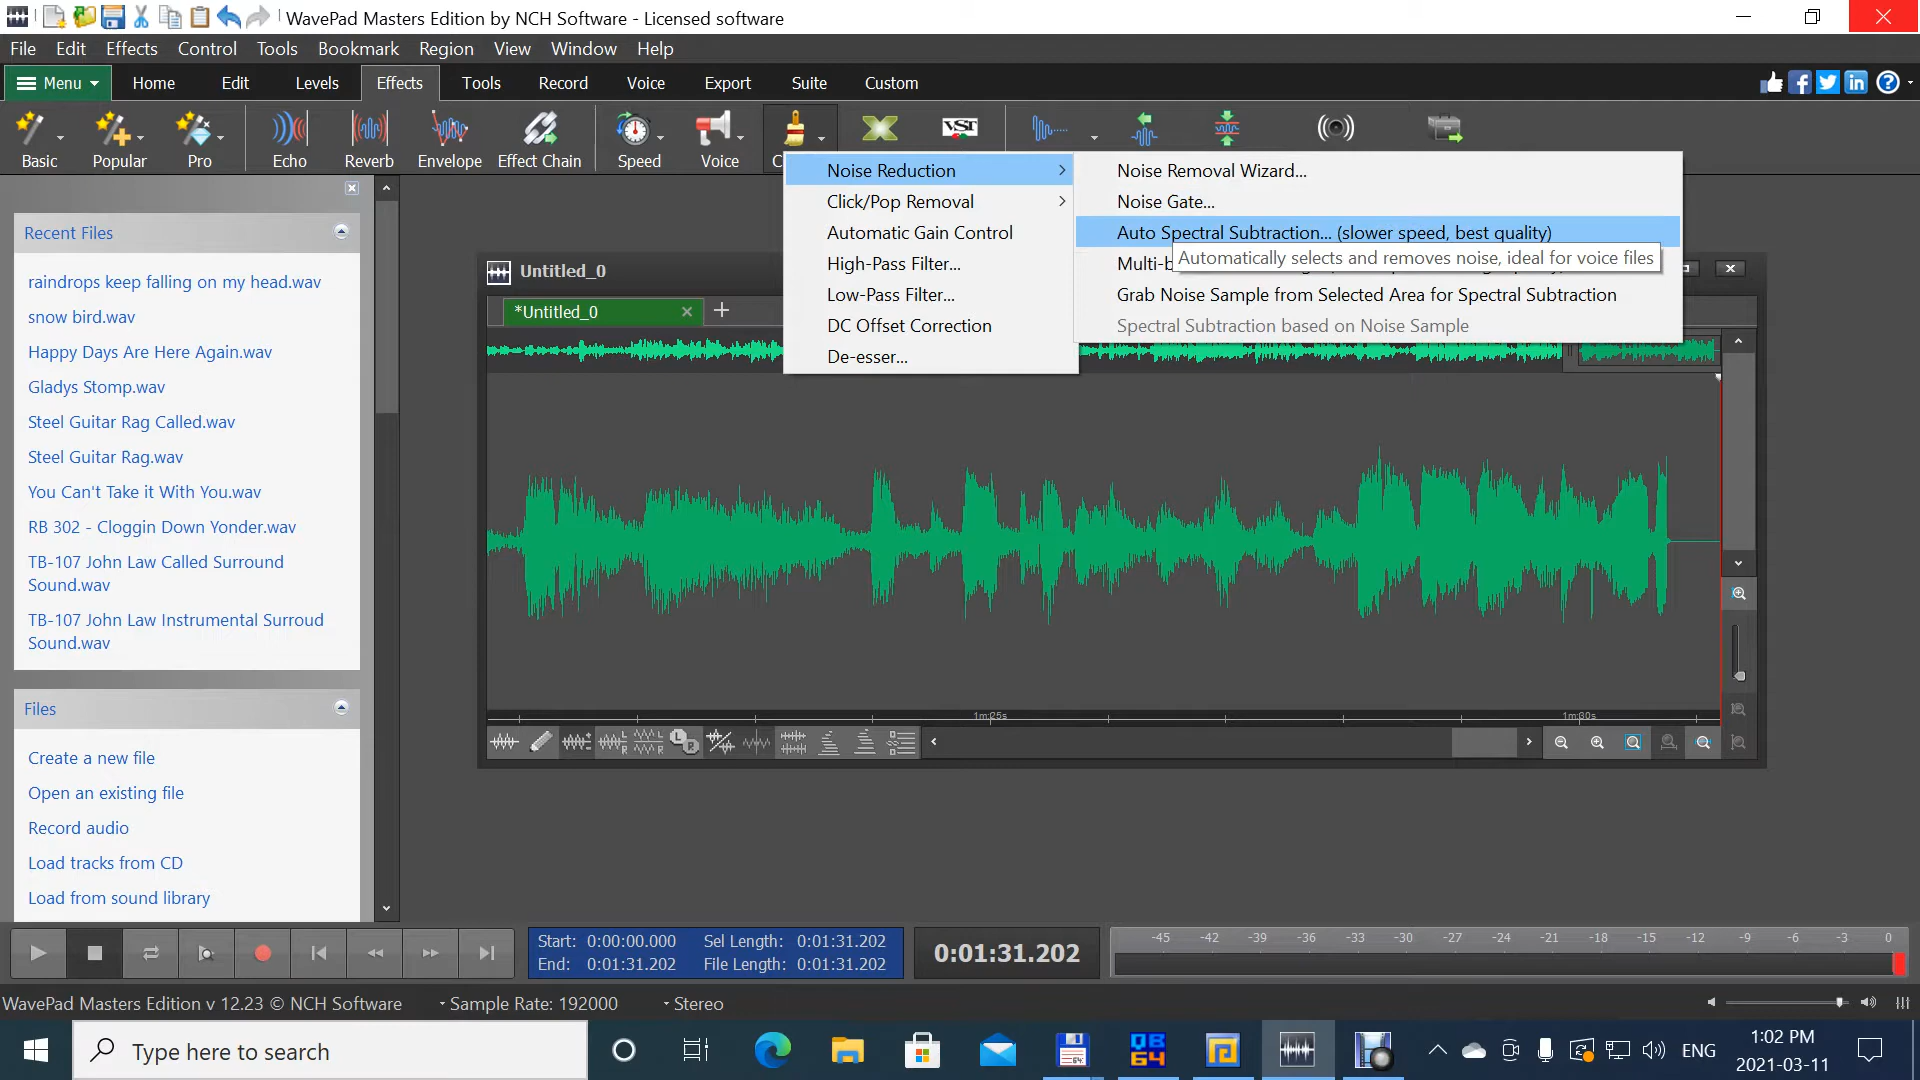 WavePad Masters Edition by NCH Software - Licensed software
File Edit Effects Control Tools Bookmark Region View Window Help
Menu Home Edit Levels Effects Tools Record Voice Export Suite Custom
Basic Popular Pro Echo Reverb Envelope Effect Chain Speed Voice C
VST
Noise Reduction
Click/Pop Removal
Automatic Gain Control
High-Pass Filter...
Low-Pass Filter...
DC Offset Correction
De-esser...
Noise Removal Wizard...
Noise Gate...
Auto Spectral Subtraction... (slower speed, best quality)
Automatically selects and removes noise, ideal for voice files
Multi-b
Grab Noise Sample from Selected Area for Spectral Subtraction
Spectral Subtraction based on Noise Sample
Recent Files
raindrops keep falling on my head.wav
snow bird.wav
Happy Days Are Here Again.wav
Gladys Stomp.wav
Steel Guitar Rag Called.wav
Steel Guitar Rag.wav
You Can't Take it With You.wav
RB 302 - Cloggin Down Yonder.wav
TB-107 John Law Called Surround
Sound.wav
TB-107 John Law Instrumental Surroud
Sound.wav
Files
Create a new file
Open an existing file
Record audio
Load tracks from CD
Load from sound library
Untitled_0
*Untitled_0
1m:25s 1m:30s
Start: 0:00:00.000 Sel Length: 0:01:31.202
End: 0:01:31.202 File Length: 0:01:31.202
0:01:31.202
-45 -42 -39 -36 -33 -30 -27 -24 -21 -18 -15 -12 -9 -6 -3 0
WavePad Masters Edition v 12.23 © NCH Software Sample Rate: 192000 Stereo
Type here to search
64
QB
64
ENG
1:02 PM
2021-03-11